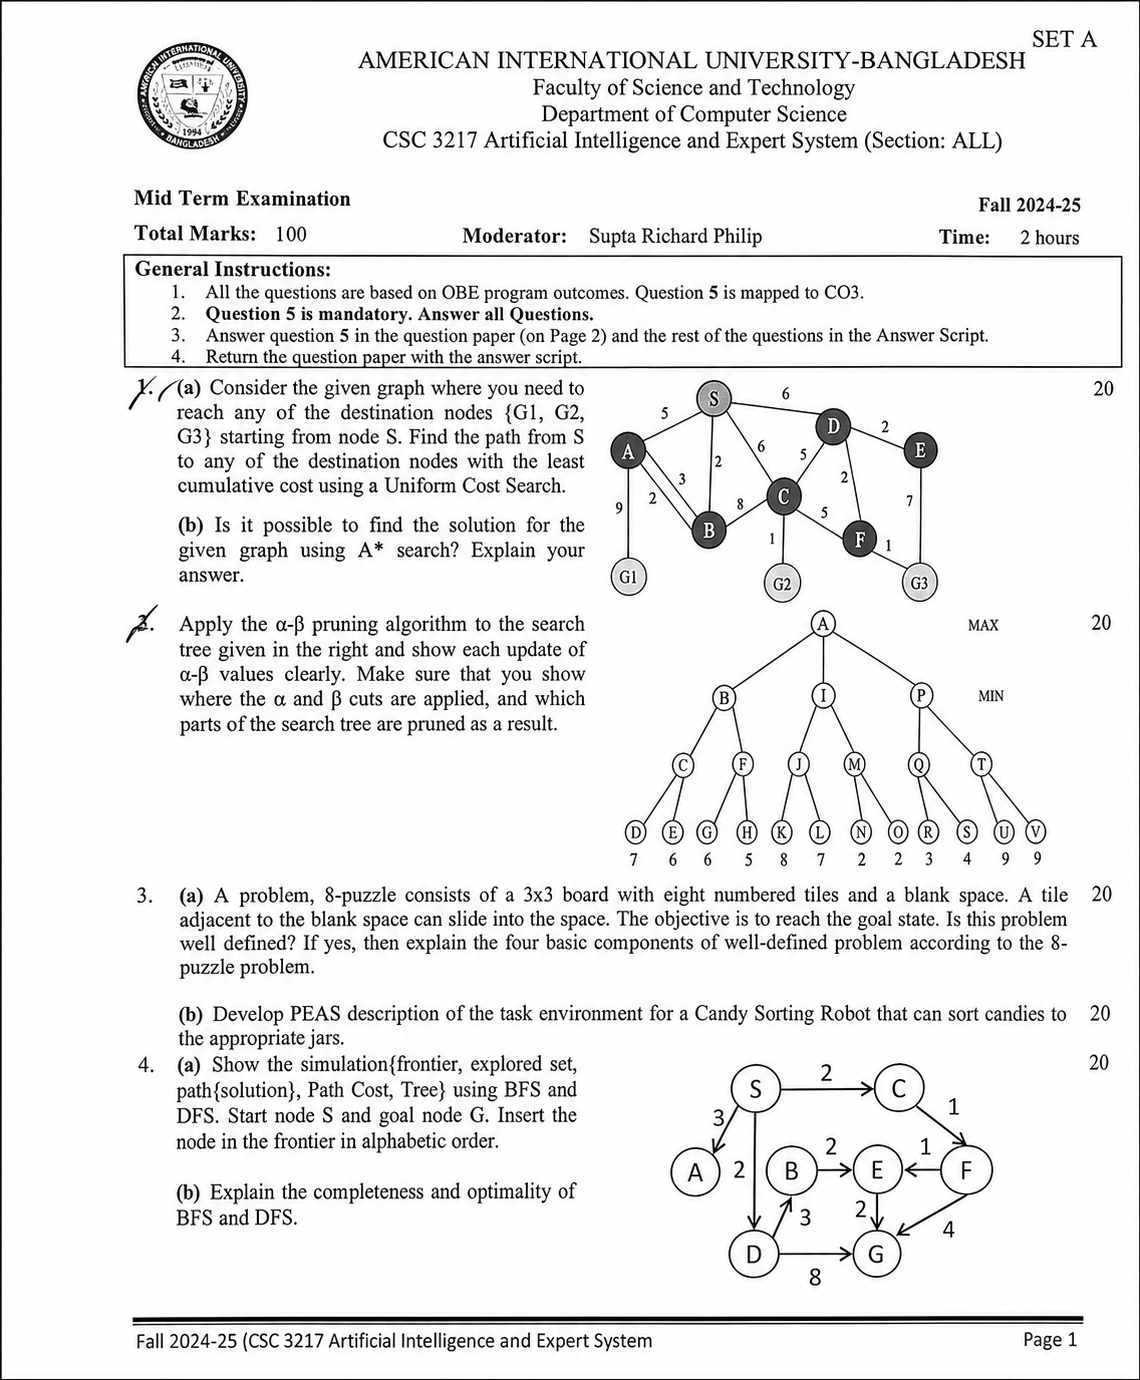 SET A
AMERICAN INTERNATIONAL UNIVERSITY-BANGLADESH
Faculty of Science and Technology
Department of Computer Science
CSC 3217 Artificial Intelligence and Expert System (Section: ALL)
AMERICAN INTERNATIONAL UNIVERSITY
1994
BANGLADESH
Mid Term Examination
Fall 2024-25
Total Marks: 100 Moderator: Supta Richard Philip Time: 2 hours
General Instructions:
1. All the questions are based on OBE program outcomes. Question 5 is mapped to CO3.
2. Question 5 is mandatory. Answer all Questions.
3. Answer question 5 in the question paper (on Page 2) and the rest of the questions in the Answer Script.
4. Return the question paper with the answer script.
1. (a) Consider the given graph where you need to 20
reach any of the destination nodes {G1, G2,
G3} starting from node S. Find the path from S
to any of the destination nodes with the least
cumulative cost using a Uniform Cost Search.
(b) Is it possible to find the solution for the
given graph using A* search? Explain your
answer.
S 6
5 D 2
A 6 5 E
3 2 2
2 C 7
9 8 5
B F 1
1
G1 G2 G3
Apply the α-β pruning algorithm to the search 20
tree given in the right and show each update of
α-β values clearly. Make sure that you show
where the α and β cuts are applied, and which
parts of the search tree are pruned as a result.
A MAX
B I P MIN
C F J M Q T
D E G H K L N O R S U V
7 6 6 5 8 7 2 2 3 4 9 9
3. (a) A problem, 8-puzzle consists of a 3x3 board with eight numbered tiles and a blank space. A tile 20
adjacent to the blank space can slide into the space. The objective is to reach the goal state. Is this problem
well defined? If yes, then explain the four basic components of well-defined problem according to the 8-
puzzle problem.
(b) Develop PEAS description of the task environment for a Candy Sorting Robot that can sort candies to 20
the appropriate jars.
4. (a) Show the simulation{frontier, explored set, 20
path{solution}, Path Cost, Tree} using BFS and
DFS. Start node S and goal node G. Insert the
node in the frontier in alphabetic order.
(b) Explain the completeness and optimality of
BFS and DFS.
S 2 C
3 1
A 2 B 2 E 1 F
3 2 4
D 8 G
Fall 2024-25 (CSC 3217 Artificial Intelligence and Expert System Page 1